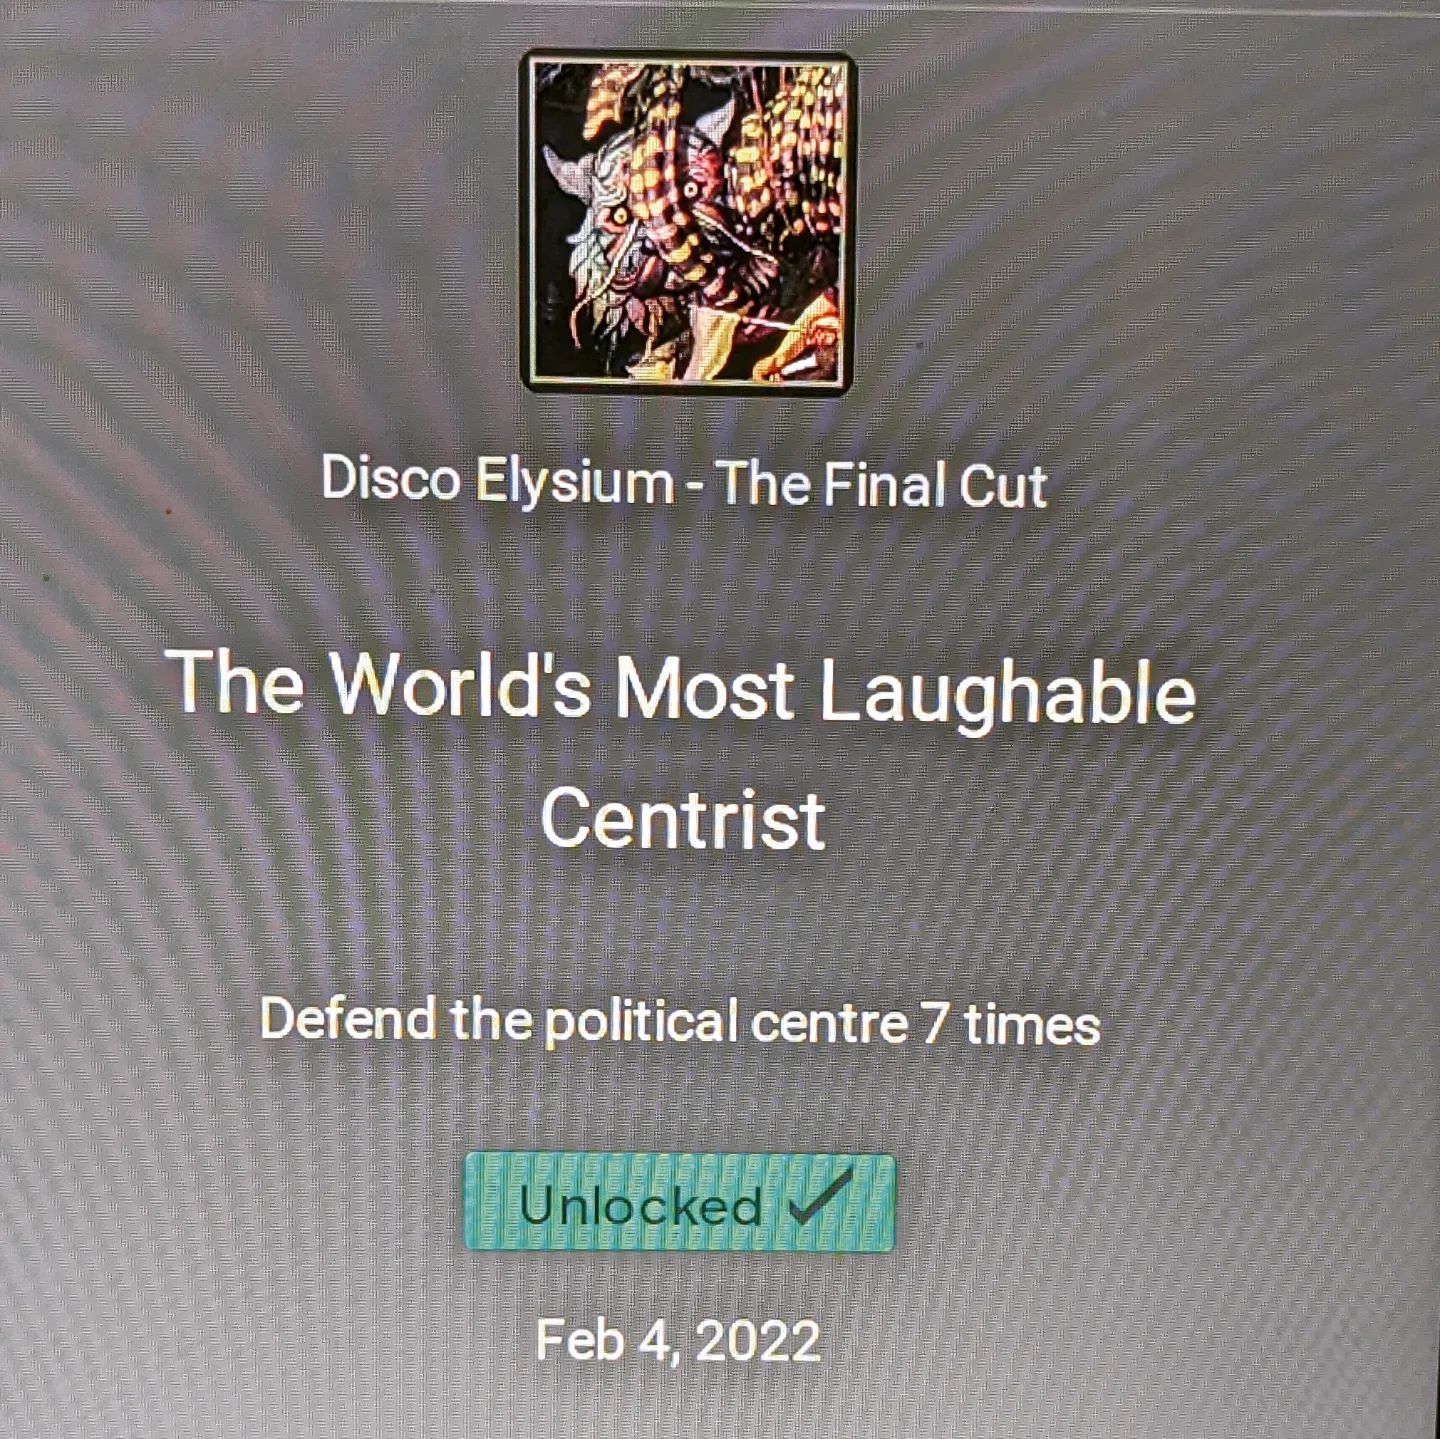 Disco Elysium - The Final Cut
The World's Most Laughable
Centrist
Defend the political centre 7 times
Unlocked ✓
Feb 4, 2022